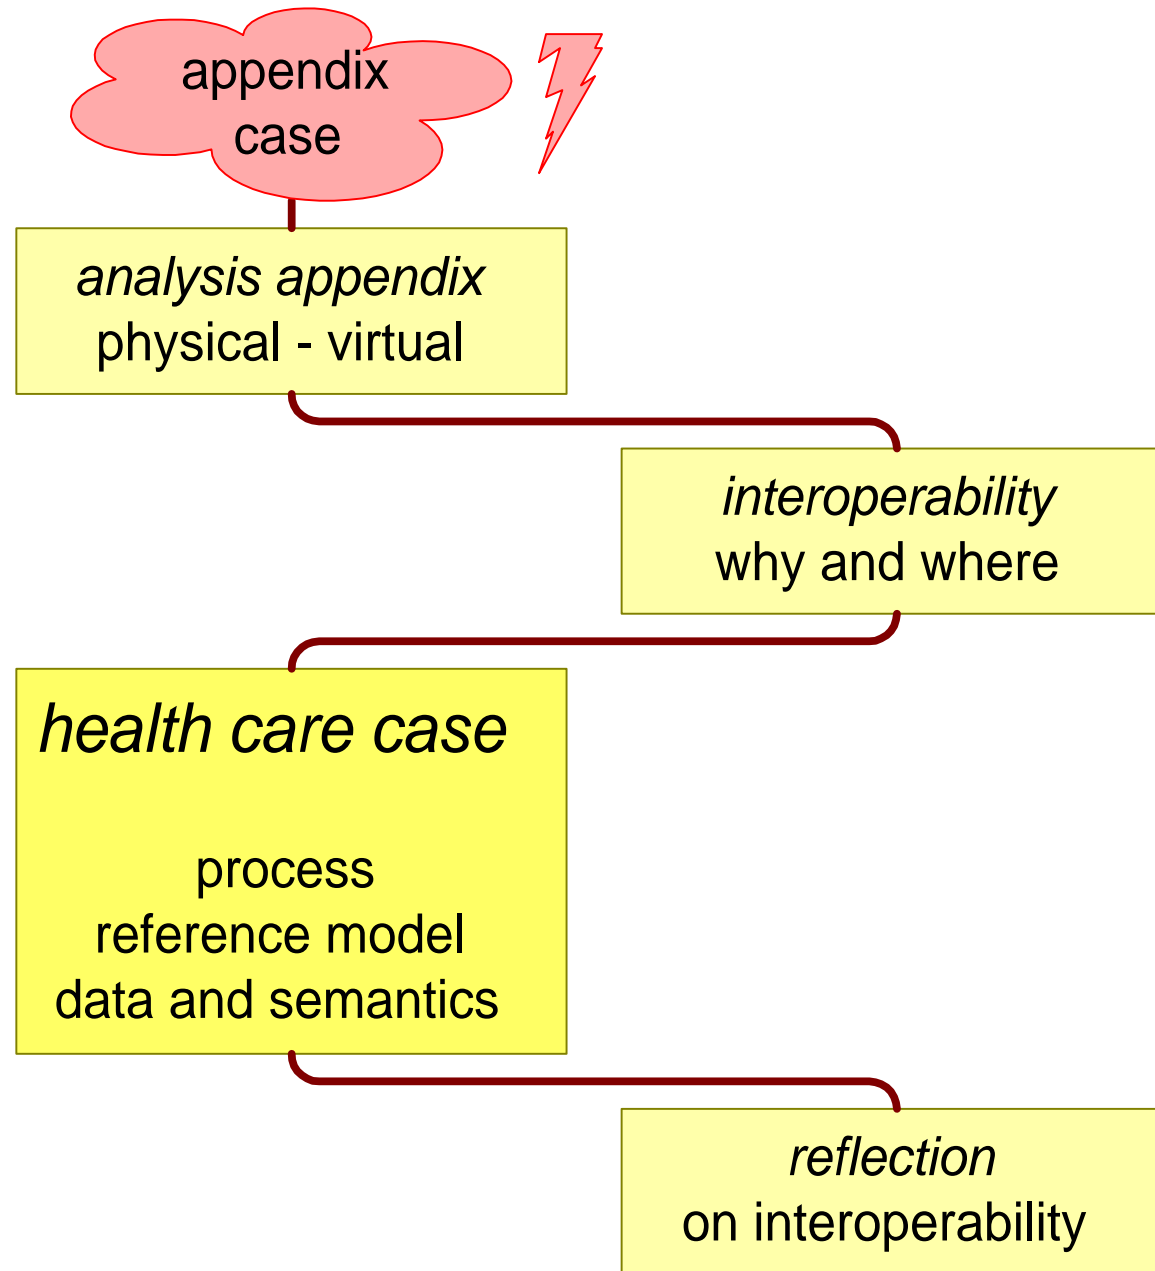 appendix
case
analysis appendix
physical - virtual
interoperability
why and where
health care case
process
reference model
data and semantics
reflection
on interoperability